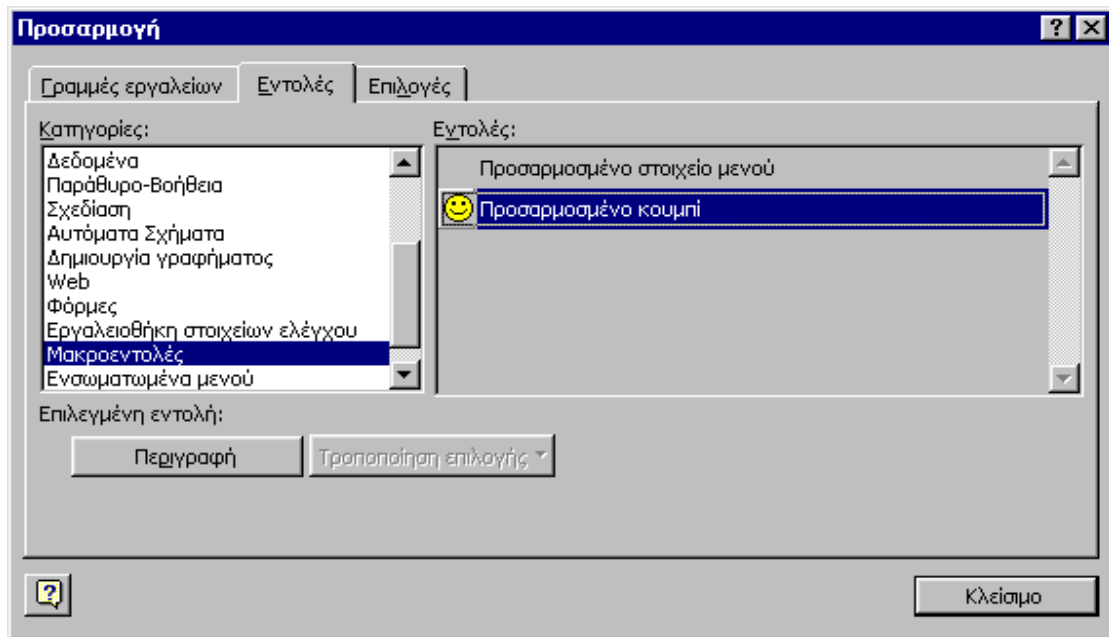 Προσαρμογή
Γραμμές εργαλείων Εντολές Επιλογές
Κατηγορίες:
Δεδομένα
Παράθυρο-Βοήθεια
Σχεδίαση
Αυτόματα Σχήματα
Δημιουργία γραφήματος
Web
Φόρμες
Εργαλειοθήκη στοιχείων ελέγχου
Μακροεντολές
Ενσωματωμένα μενού
Εντολές:
Προσαρμοσμένο στοιχείο μενού
Προσαρμοσμένο κουμπί
Επιλεγμένη εντολή:
Περιγραφή Τροποποίηση επιλογής
Κλείσιμο